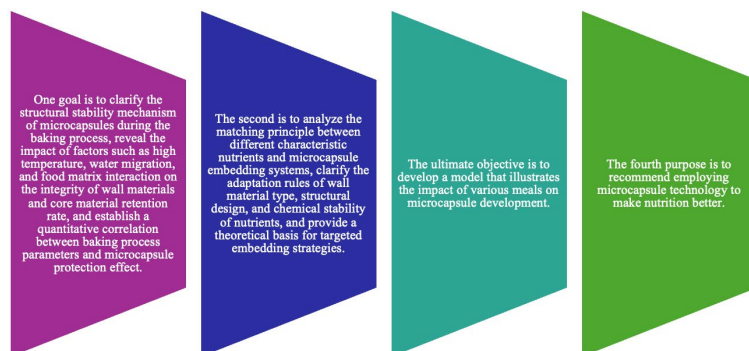 One goal is to clarify the
structural stability mechanism
of microcapsules during the
baking process, reveal the
impact of factors such as high
temperature, water migration,
and food matrix interaction on
the integrity of wall materials
and core material retention
rate, and establish a
quantitative correlation
between baking process
parameters and microcapsule
protection effect.
The second is to analyze the
matching principle between
different characteristic
nutrients and microcapsule
embedding systems, clarify the
adaptation rules of wall
material type, structural
design, and chemical stability
of nutrients, and provide a
theoretical basis for targeted
embedding strategies.
The ultimate objective is to
develop a model that illustrates
the impact of various meals on
microcapsule development.
The fourth purpose is to
recommend employing
microcapsule technology to
make nutrition better.